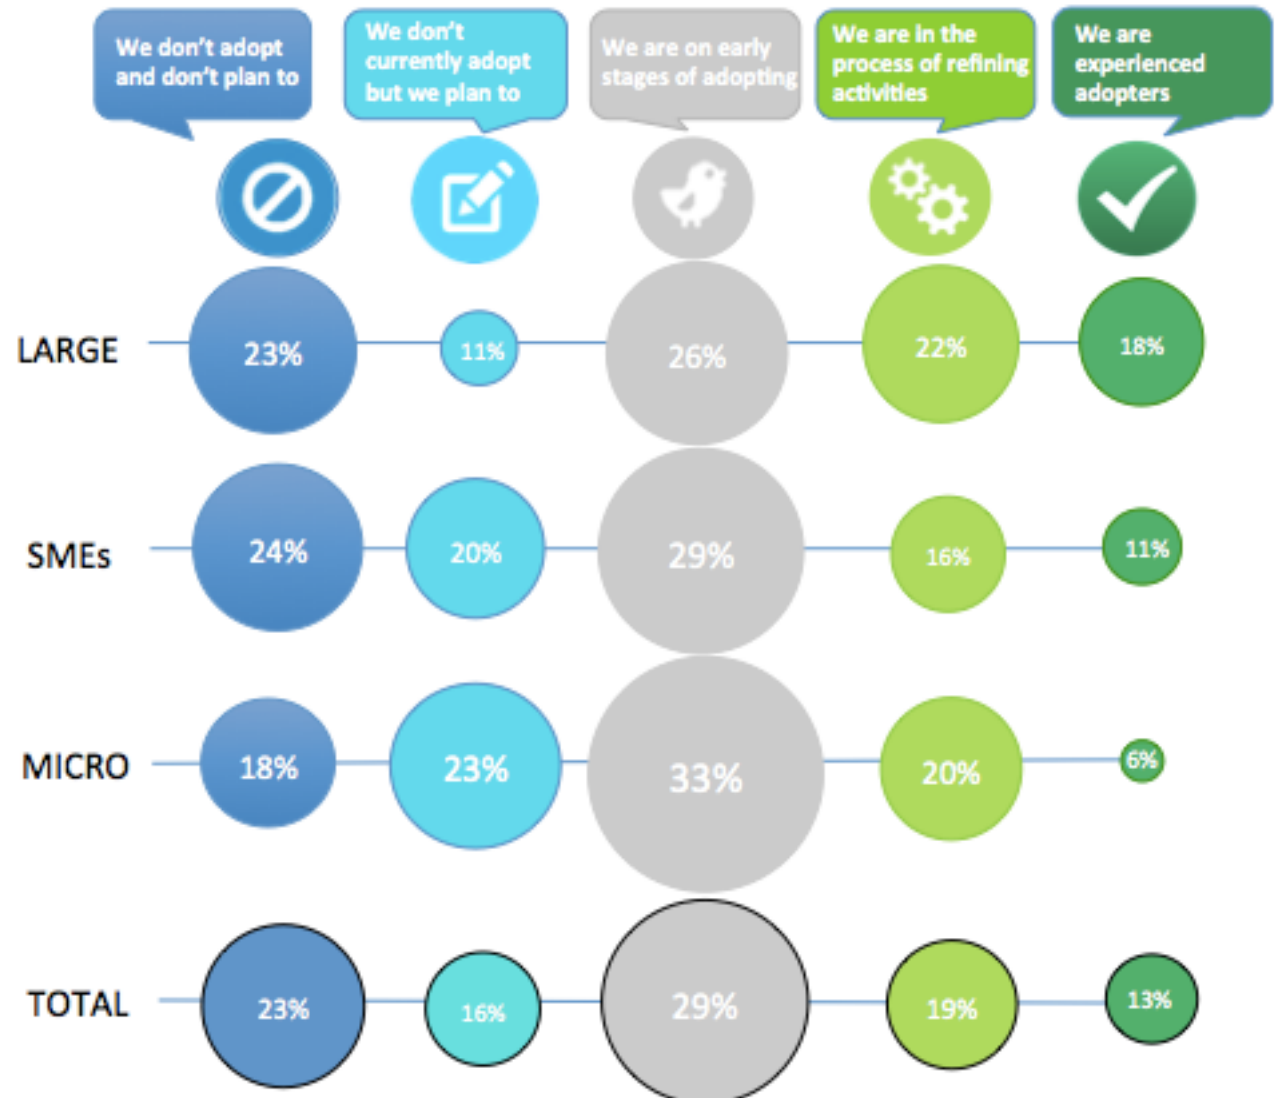 We don't adopt
and don't plan to
We don't
currently adopt
but we plan to
We are on early
stages of adopting
We are in the
process of refining
activities
We are
experienced
adopters
LARGE 23% 11% 26% 22% 18%
SMEs 24% 20% 29% 16% 11%
MICRO 18% 23% 33% 20% 6%
TOTAL 23% 16% 29% 19% 13%